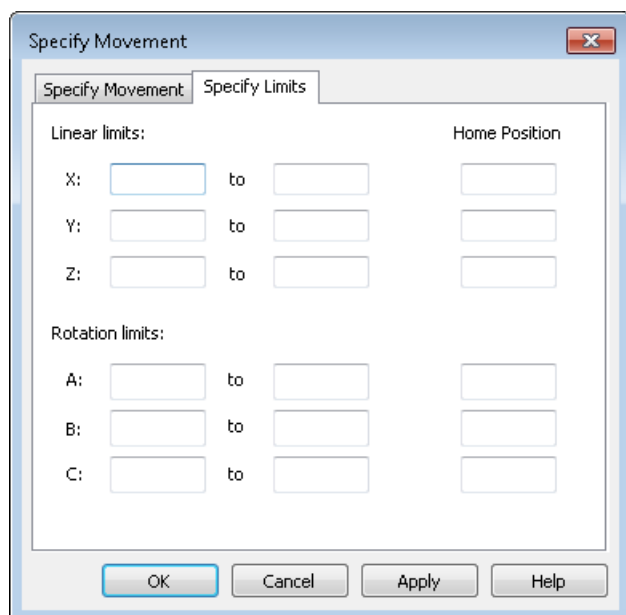 Specify Movement
Specify Movement Specify Limits
Linear limits: Home Position
X: to
Y: to
Z: to
Rotation limits:
A: to
B: to
C: to
OK Cancel Apply Help